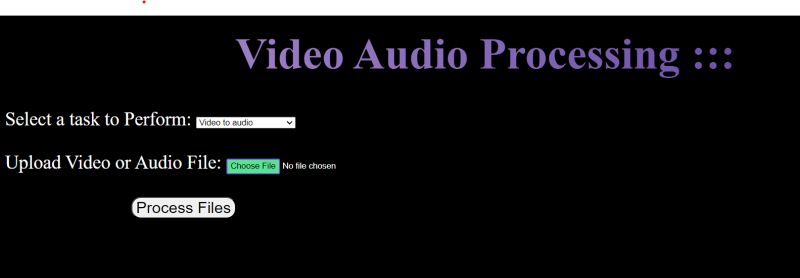 Video Audio Processing :::
Select a task to Perform: Video to audio
Upload Video or Audio File: Choose File No file chosen
Process Files